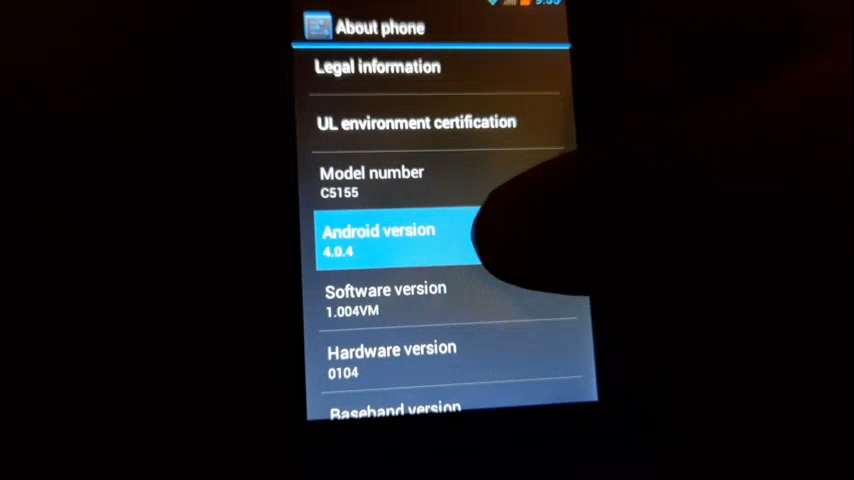 About phone
Legal information
UL environment certification
Model number
C5155
Android version
4.0.4
Software version
1.004VM
Hardware version
0104
Baseband version